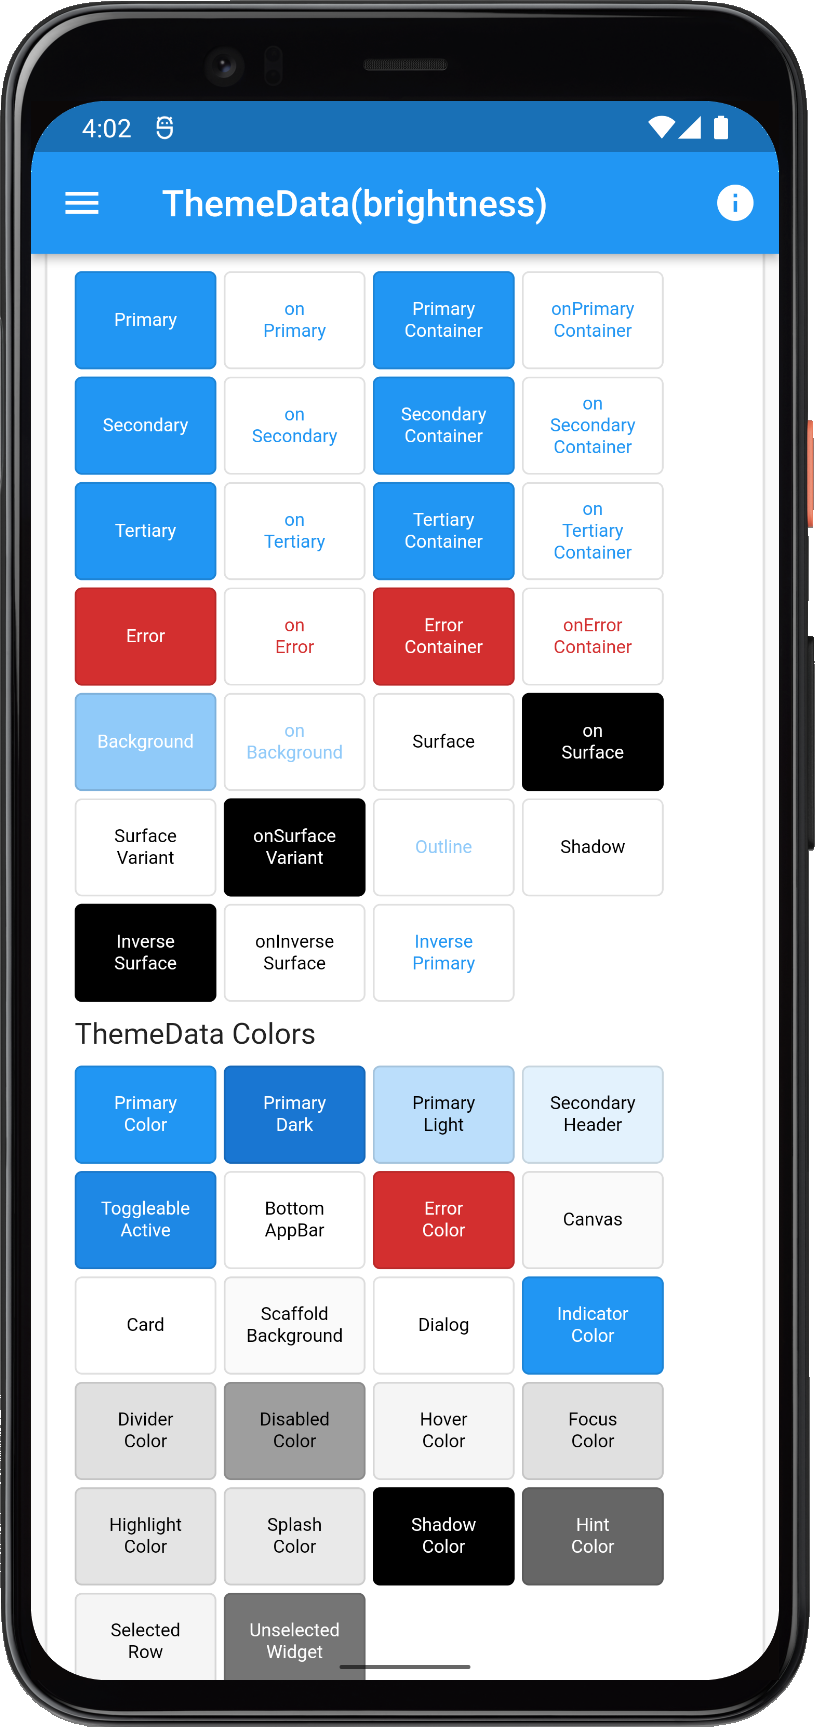 4:02
ThemeData(brightness)
Primary
on
Primary
Primary
Container
onPrimary
Container
Secondary
on
Secondary
Secondary
Container
on
Secondary
Container
Tertiary
on
Tertiary
Tertiary
Container
on
Tertiary
Container
Error
on
Error
Error
Container
onError
Container
Background
on
Background
Surface
on
Surface
Surface
Variant
onSurface
Variant
Outline
Shadow
Inverse
Surface
onInverse
Surface
Inverse
Primary
ThemeData Colors
Primary
Color
Primary
Dark
Primary
Light
Secondary
Header
Toggleable
Active
Bottom
AppBar
Error
Color
Canvas
Card
Scaffold
Background
Dialog
Indicator
Color
Divider
Color
Disabled
Color
Hover
Color
Focus
Color
Highlight
Color
Splash
Color
Shadow
Color
Hint
Color
Selected
Row
Unselected
Widget